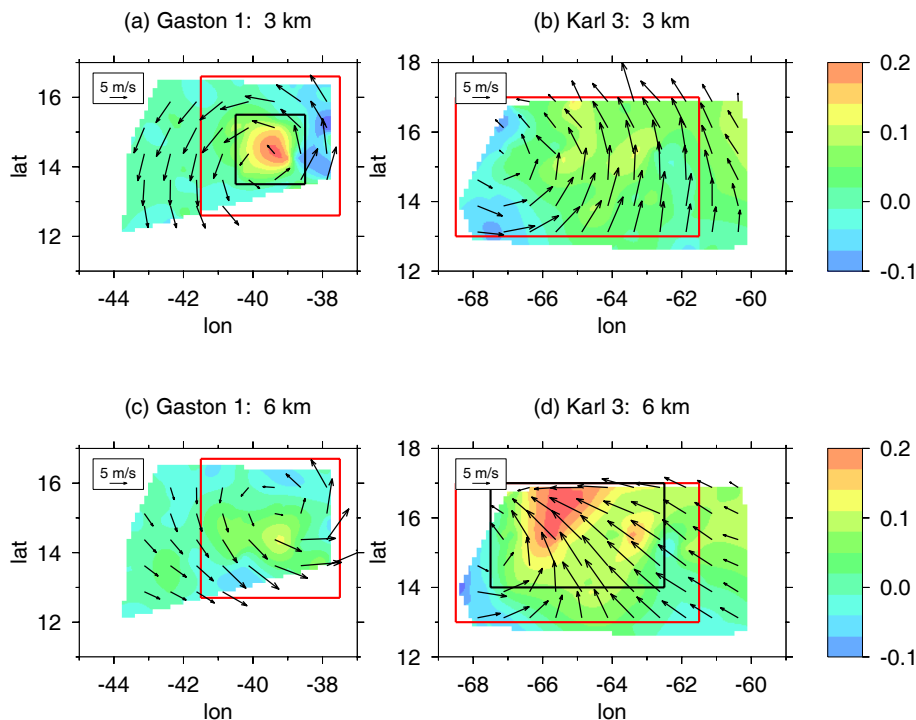 (a) Gaston 1: 3 km
(b) Karl 3: 3 km
5 m/s
16
14
12
lat
-44 -42 -40 -38
lon
5 m/s
18
16
14
12
lat
-68 -66 -64 -62 -60
lon
0.2
0.1
0.0
-0.1
(c) Gaston 1: 6 km
(d) Karl 3: 6 km
5 m/s
16
14
12
lat
-44 -42 -40 -38
lon
5 m/s
18
16
14
12
lat
-68 -66 -64 -62 -60
lon
0.2
0.1
0.0
-0.1